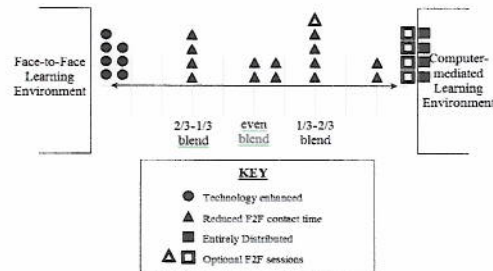 Face-to-Face
Learning
Environment
Computer-
mediated
Learning
Environment
2/3-1/3
blend
even
blend
1/3-2/3
blend
KEY
Technology enhanced
Reduced F2F contact time
Entirely Distributed
Optional F2F sessions